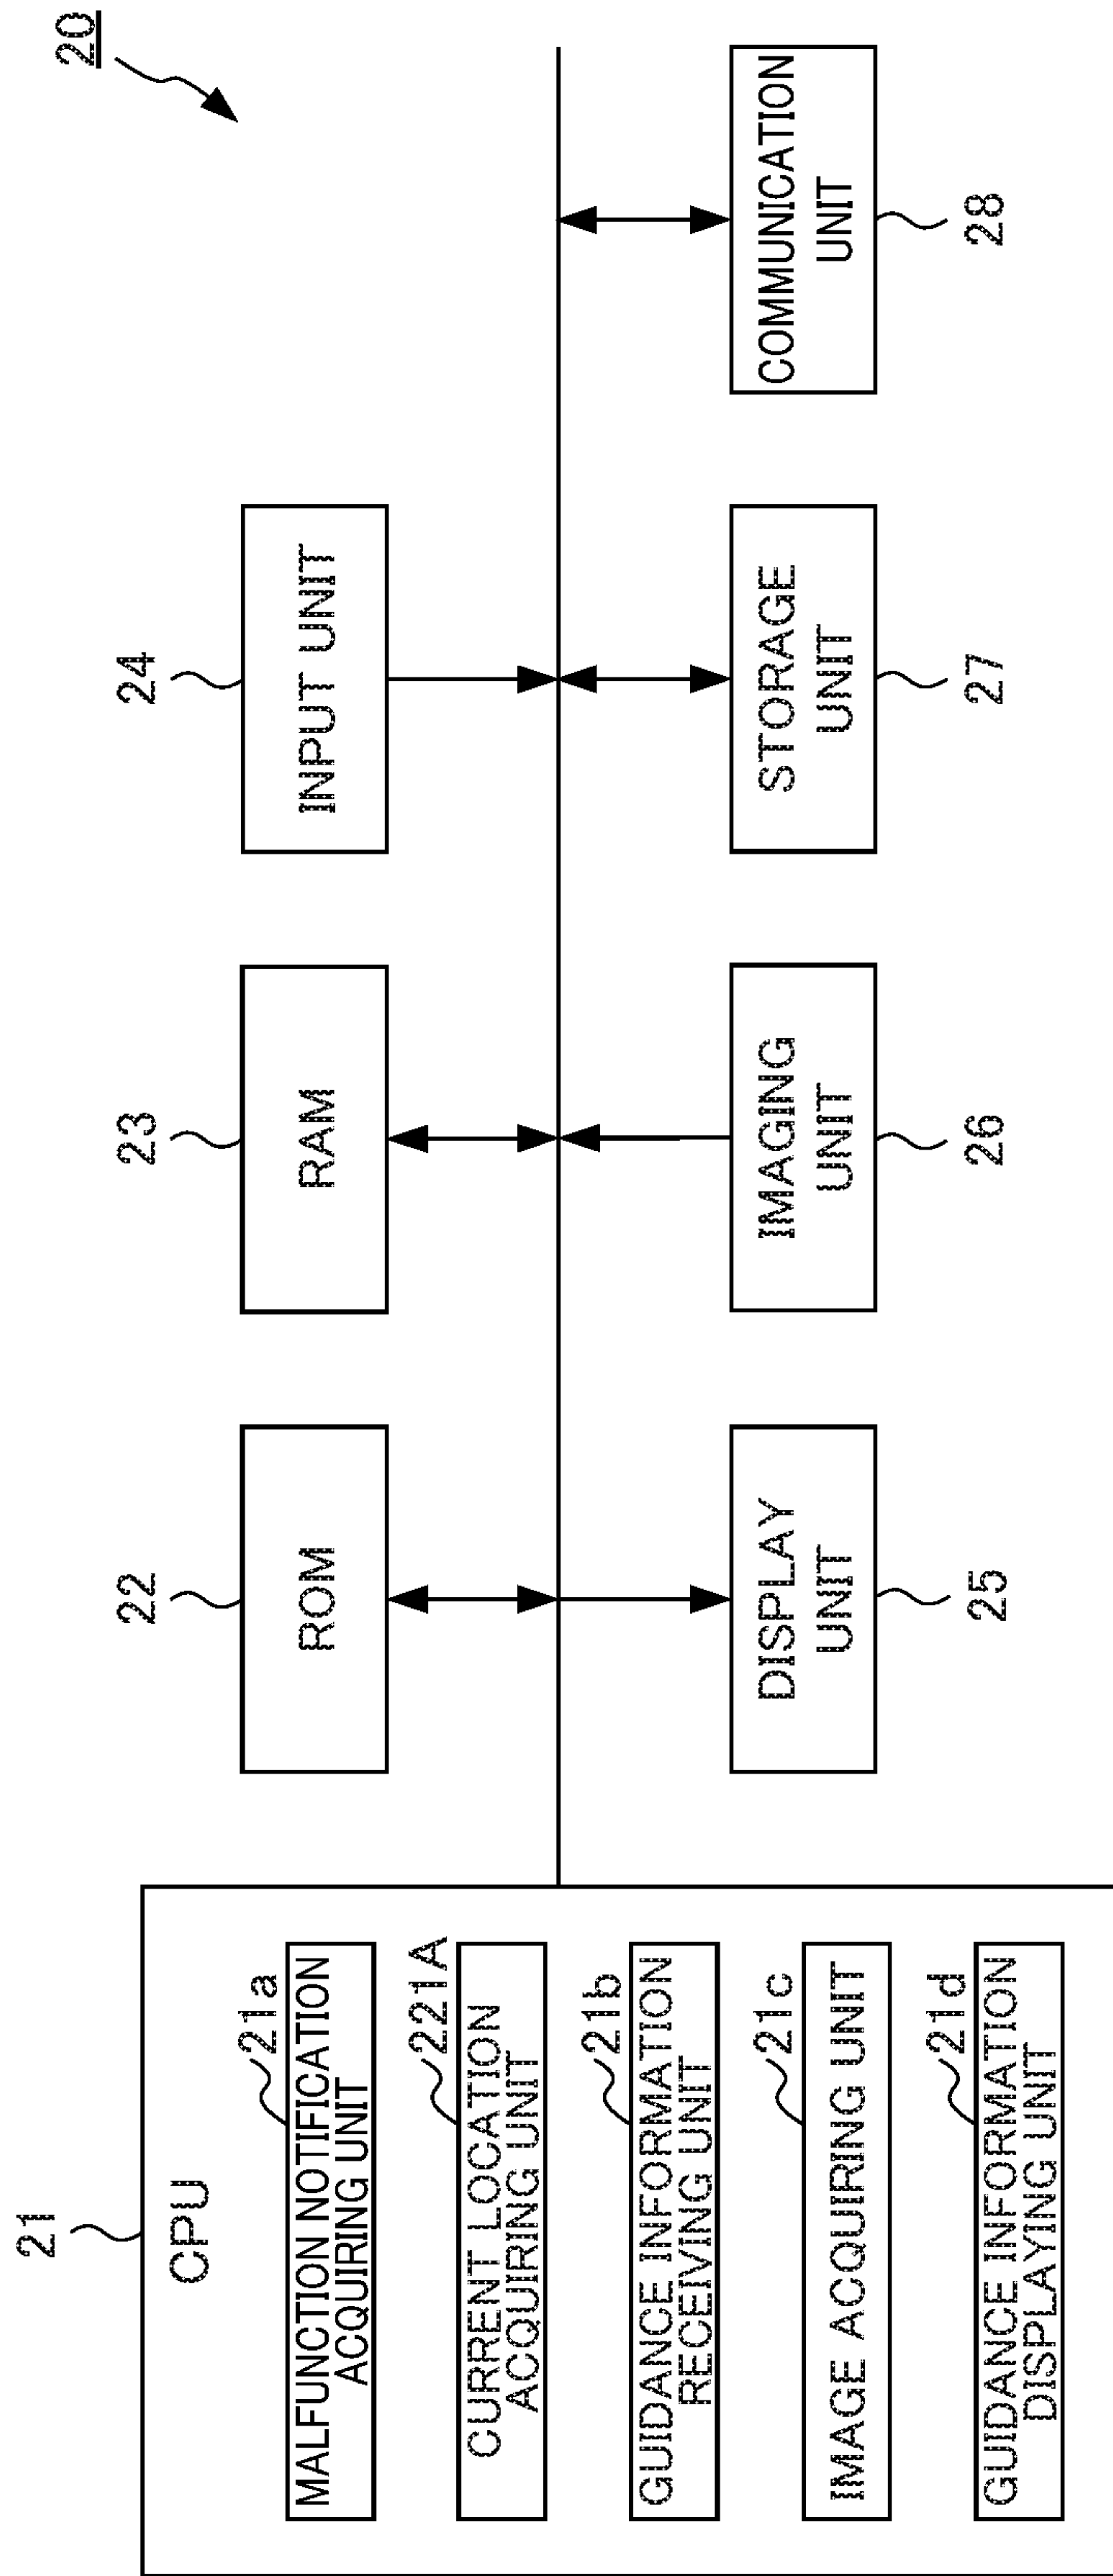 20
21
CPU
21a
MALFUNCTION NOTIFICATION
ACQUIRING UNIT
221A
CURRENT LOCATION
ACQUIRING UNIT
21b
GUIDANCE INFORMATION
RECEIVING UNIT
21c
IMAGE ACQUIRING UNIT
21d
GUIDANCE INFORMATION
DISPLAYING UNIT
22
ROM
23
RAM
24
INPUT UNIT
DISPLAY
UNIT
25
IMAGING
UNIT
26
STORAGE
UNIT
27
COMMUNICATION
UNIT
28